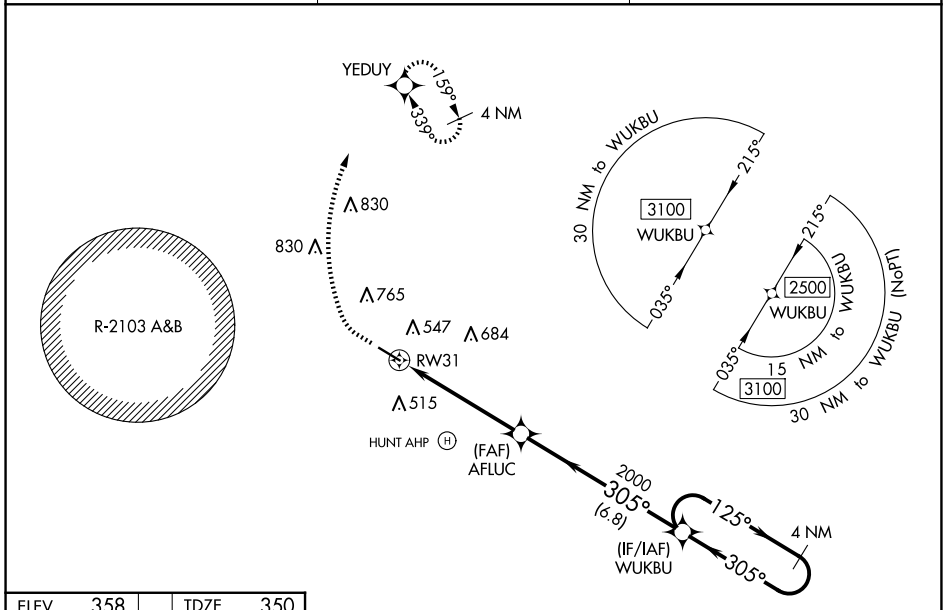 YEDUY
159°
339°
4 NM
830
830
765
547
684
RW31
515
HUNT AHP H
(FAF)
AFLUC
R-2103 A&B
30 NM to WUKBU
215°
3100
WUKBU
035°
215°
2500
WUKBU
035°
15 NM to WUKBU
3100
30 NM to WUKBU (NoPT)
2000
305°
(6.8)
(IF/IAF)
WUKBU
125°
4 NM
305°
ELEV 358 TDZE 350